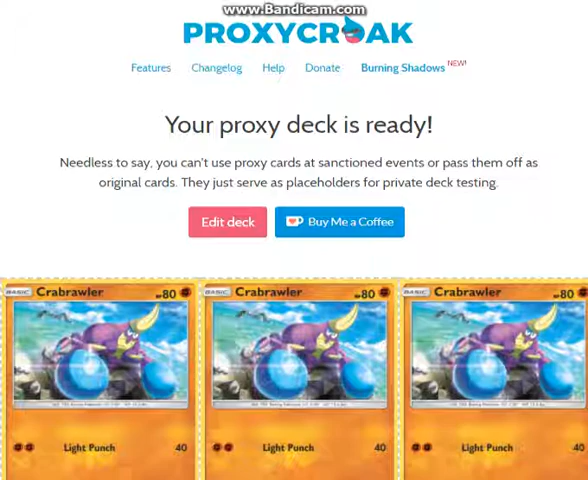 www.Bandicam.com
PROXYCROAK
Features Changelog Help Donate Burning Shadows NEW!
Your proxy deck is ready!
Needless to say, you can't use proxy cards at sanctioned events or pass them off as
original cards. They just serve as placeholders for private deck testing.
Edit deck Buy Me a Coffee
BASIC Crabrawler HP 80 BASIC Crabrawler HP 80 BASIC Crabrawler HP 80
Light Punch 40 Light Punch 40 Light Punch 40